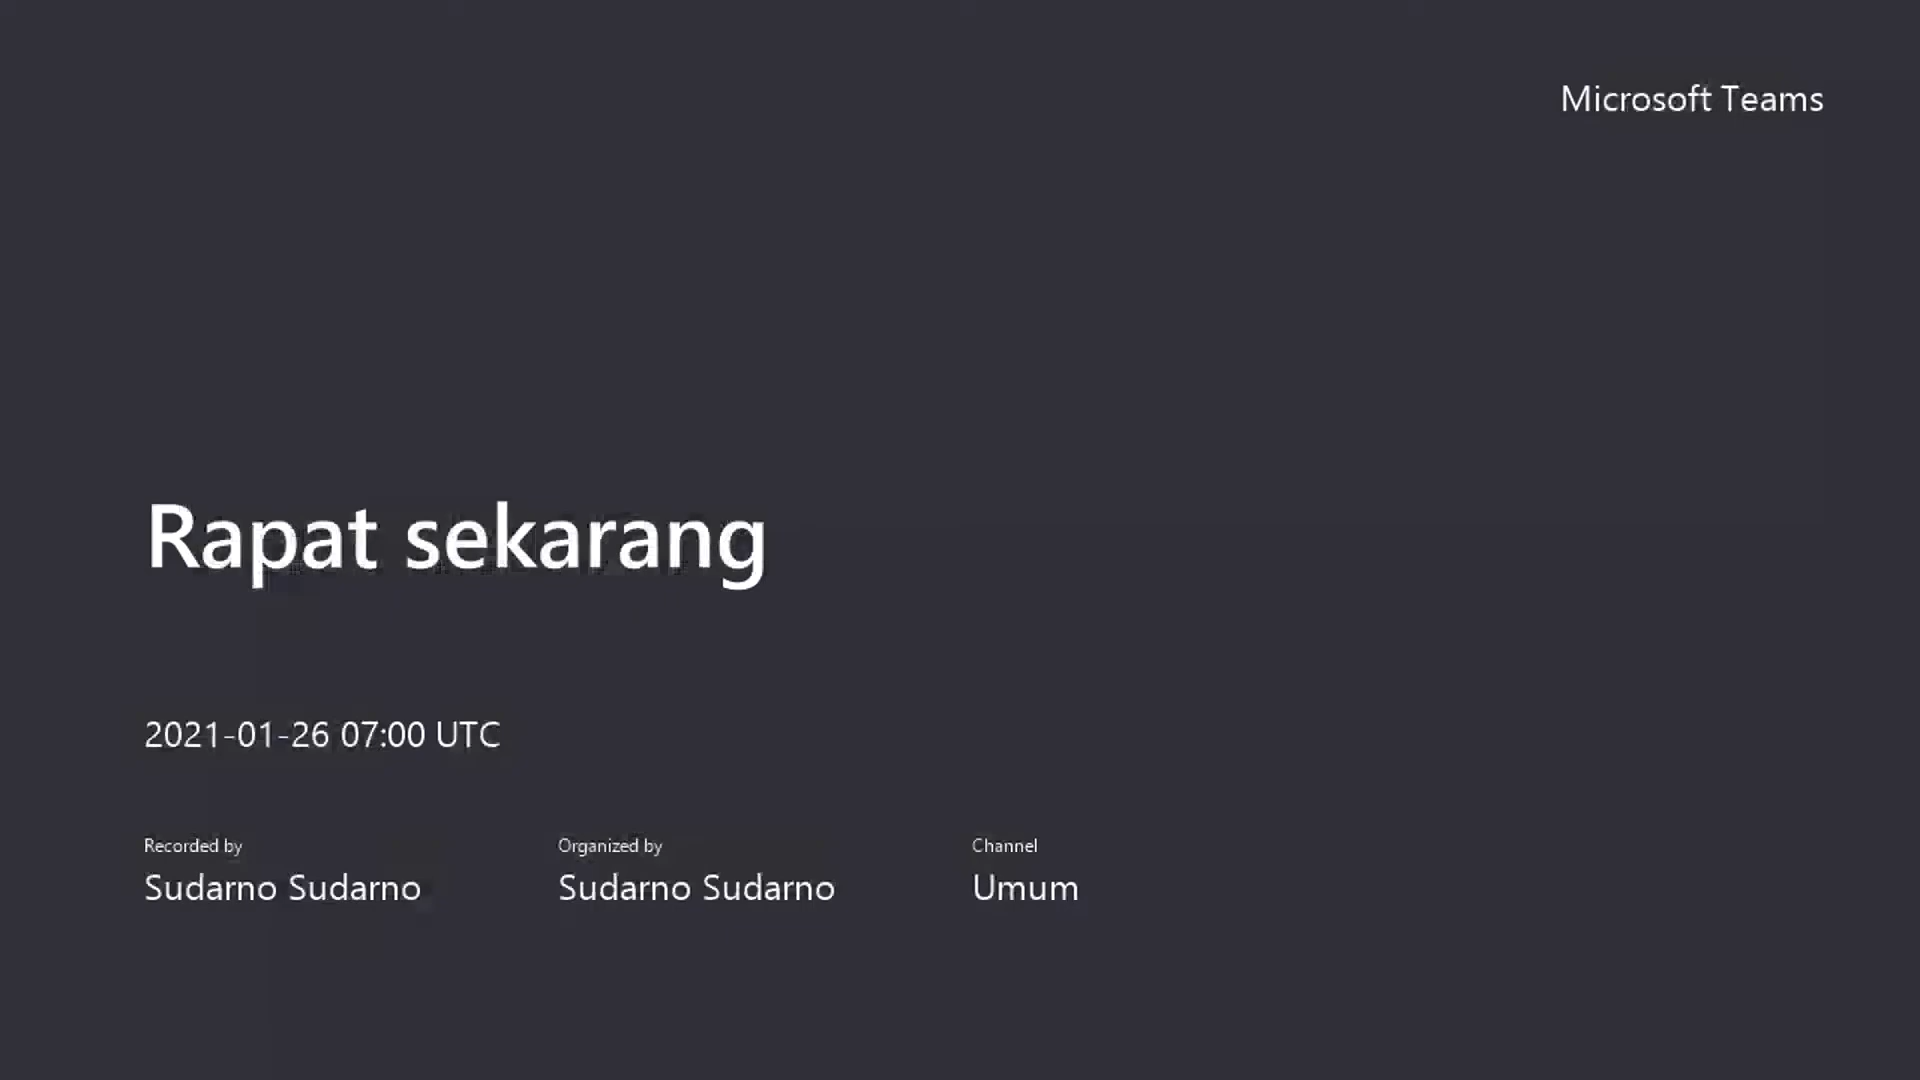 Microsoft Teams
Rapat sekarang
2021-01-26 07:00 UTC
Recorded by
Sudarno Sudarno
Organized by
Sudarno Sudarno
Channel
Umum